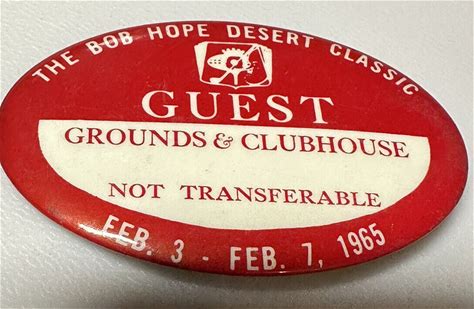 THE BOB HOPE DESERT CLASSIC
GUEST
GROUNDS & CLUBHOUSE
NOT TRANSFERABLE
FEB. 3 - FEB. 7, 1965